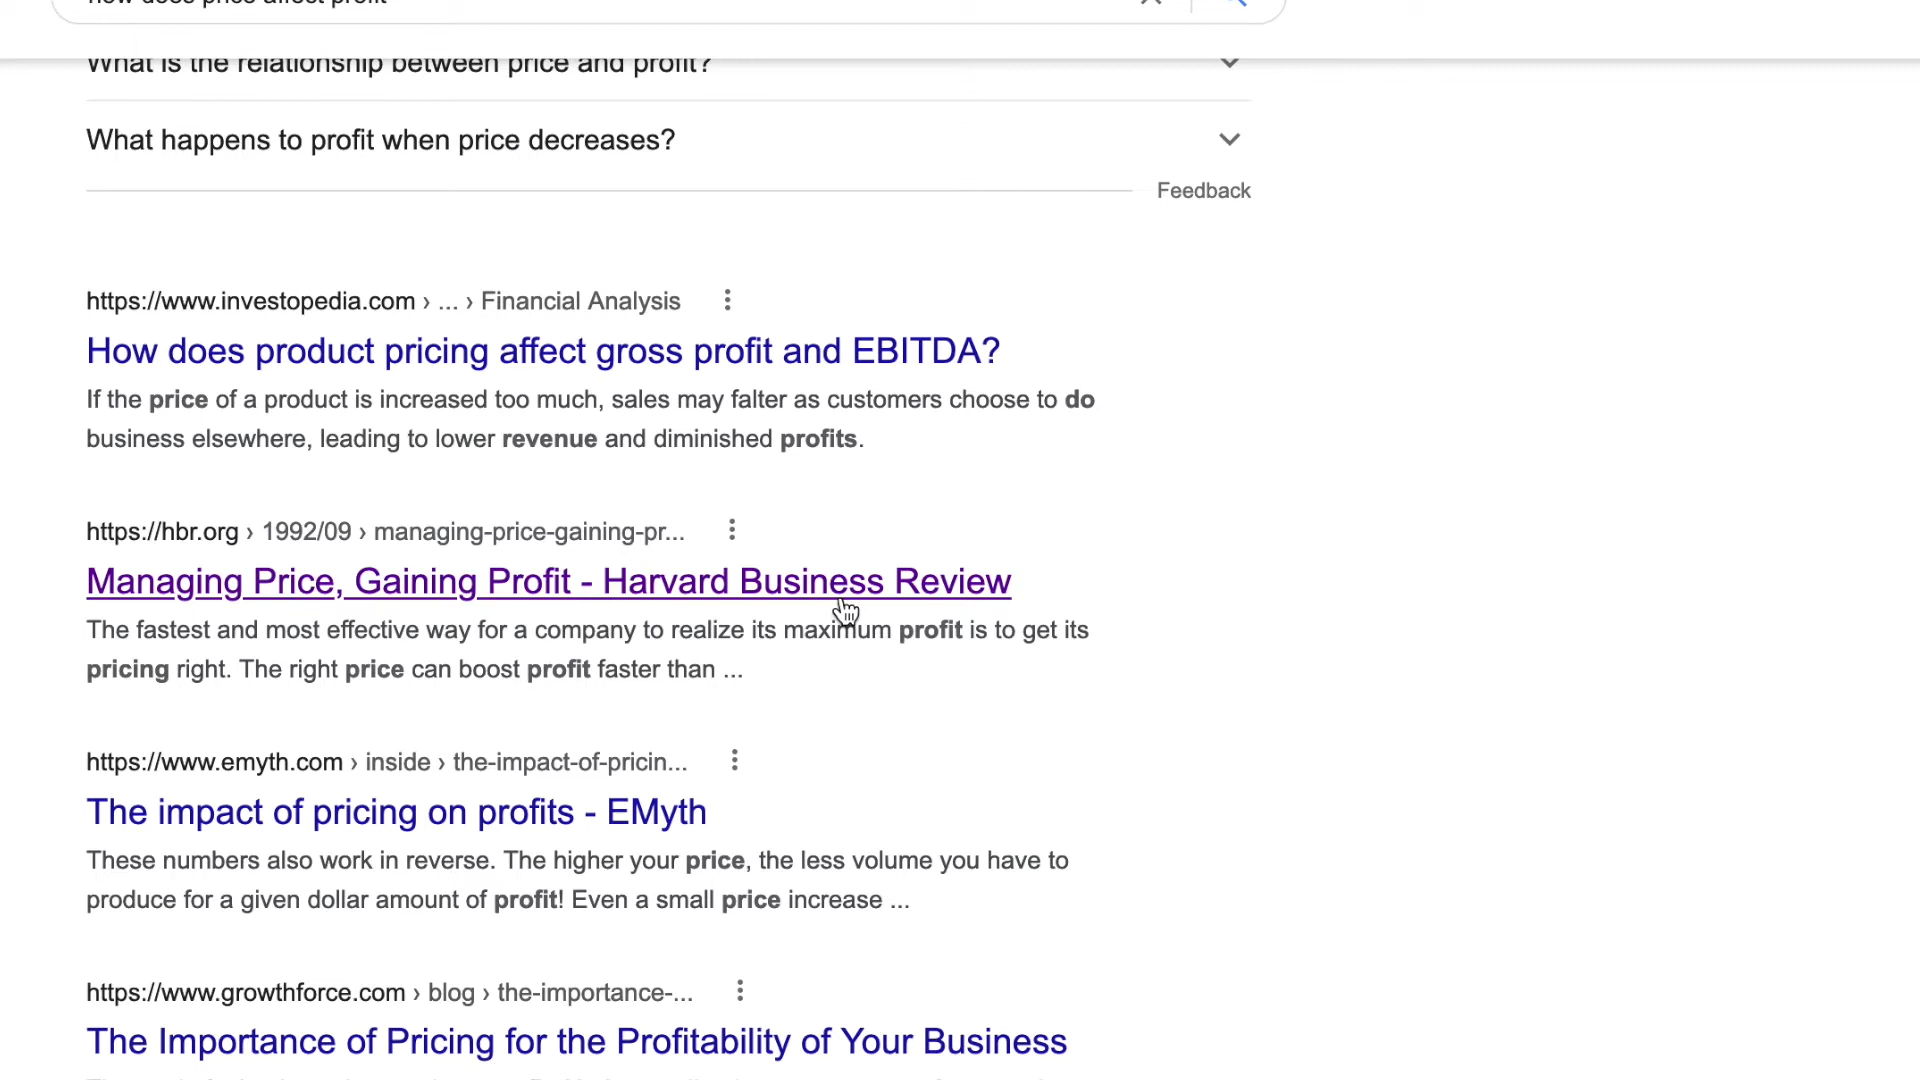 how does price affect profit
What is the relationship between price and profit?
What happens to profit when price decreases?
Feedback
https://www.investopedia.com › ... › Financial Analysis
How does product pricing affect gross profit and EBITDA?
If the price of a product is increased too much, sales may falter as customers choose to do
business elsewhere, leading to lower revenue and diminished profits.
https://hbr.org › 1992/09 › managing-price-gaining-pr...
Managing Price, Gaining Profit - Harvard Business Review
The fastest and most effective way for a company to realize its maximum profit is to get its
pricing right. The right price can boost profit faster than ...
https://www.emyth.com › inside › the-impact-of-pricin...
The impact of pricing on profits - EMyth
These numbers also work in reverse. The higher your price, the less volume you have to
produce for a given dollar amount of profit! Even a small price increase ...
https://www.growthforce.com › blog › the-importance-...
The Importance of Pricing for the Profitability of Your Business